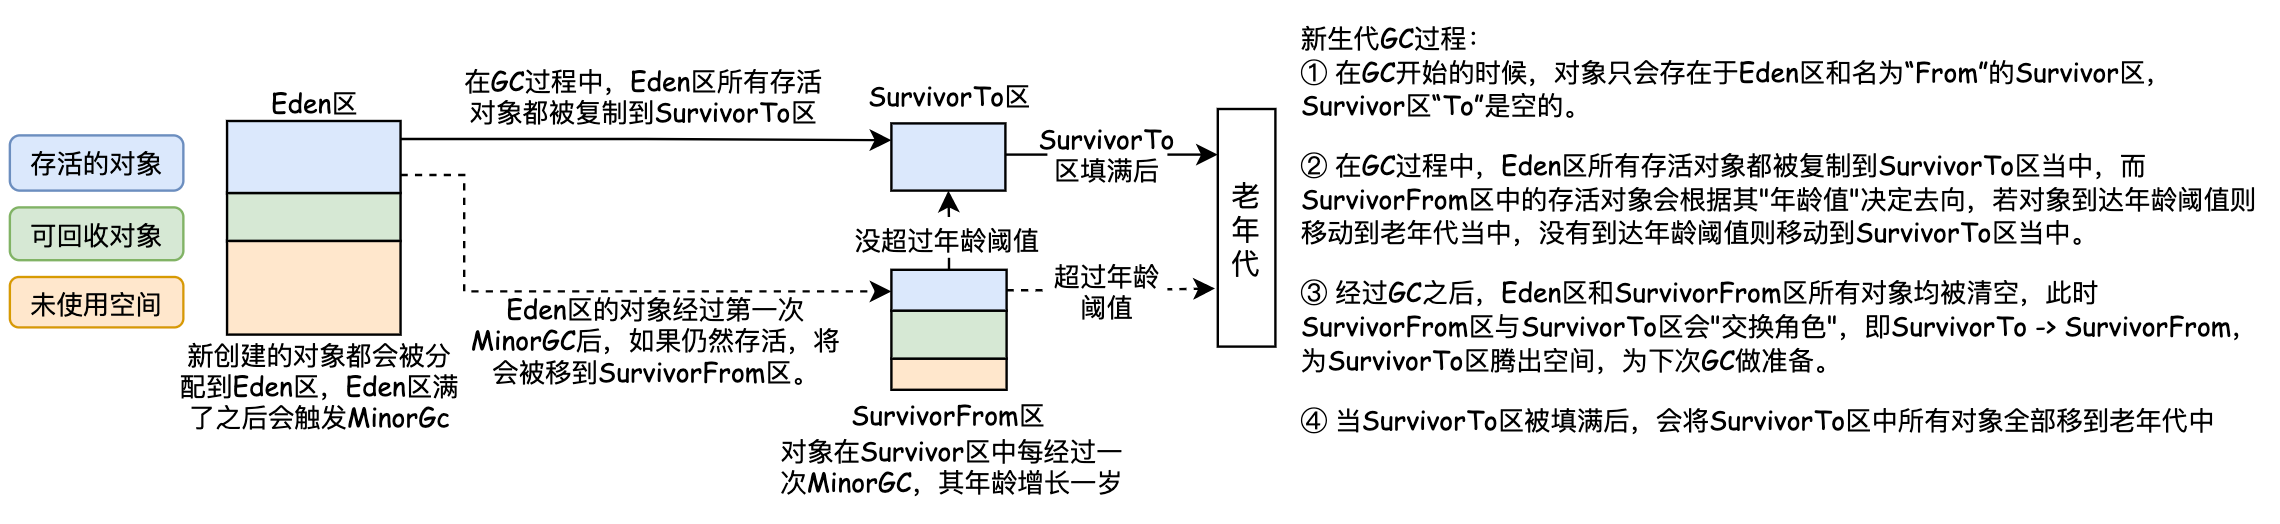 存活的对象
可回收对象
未使用空间
Eden区
新创建的对象都会被分
配到Eden区，Eden区满
了之后会触发MinorGc
在GC过程中，Eden区所有存活
对象都被复制到SurvivorTo区
Eden区的对象经过第一次
MinorGC后，如果仍然存活，将
会被移到SurvivorFrom区。
SurvivorTo区
没超过年龄阈值
SurvivorFrom区
对象在Survivor区中每经过一
次MinorGC，其年龄增长一岁
SurvivorTo
区填满后
超过年龄
阈值
老
年
代
新生代GC过程：
① 在GC开始的时候，对象只会存在于Eden区和名为“From”的Survivor区，
Survivor区“To”是空的。
② 在GC过程中，Eden区所有存活对象都被复制到SurvivorTo区当中，而
SurvivorFrom区中的存活对象会根据其"年龄值"决定去向，若对象到达年龄阈值则
移动到老年代当中，没有到达年龄阈值则移动到SurvivorTo区当中。
③ 经过GC之后，Eden区和SurvivorFrom区所有对象均被清空，此时
SurvivorFrom区与SurvivorTo区会"交换角色"，即SurvivorTo -> SurvivorFrom，
为SurvivorTo区腾出空间，为下次GC做准备。
④ 当SurvivorTo区被填满后，会将SurvivorTo区中所有对象全部移到老年代中